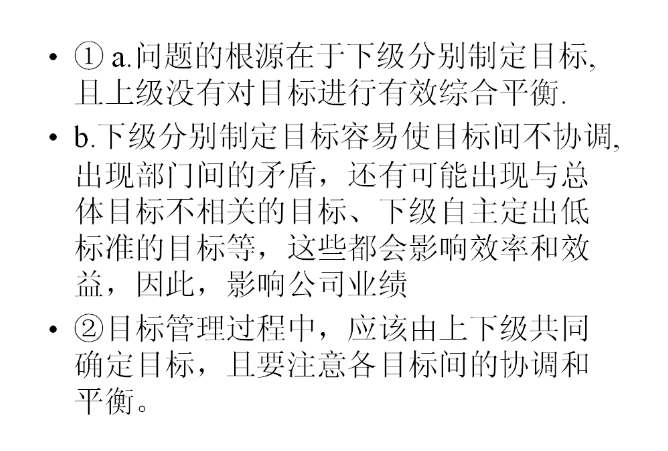 • ① a.问题的根源在于下级分别制定目标,
且上级没有对目标进行有效综合平衡.
• b.下级分别制定目标容易使目标间不协调,
出现部门间的矛盾，还有可能出现与总
体目标不相关的目标、下级自主定出低
标准的目标等，这些都会影响效率和效
益，因此，影响公司业绩
• ②目标管理过程中，应该由上下级共同
确定目标，且要注意各目标间的协调和
平衡。